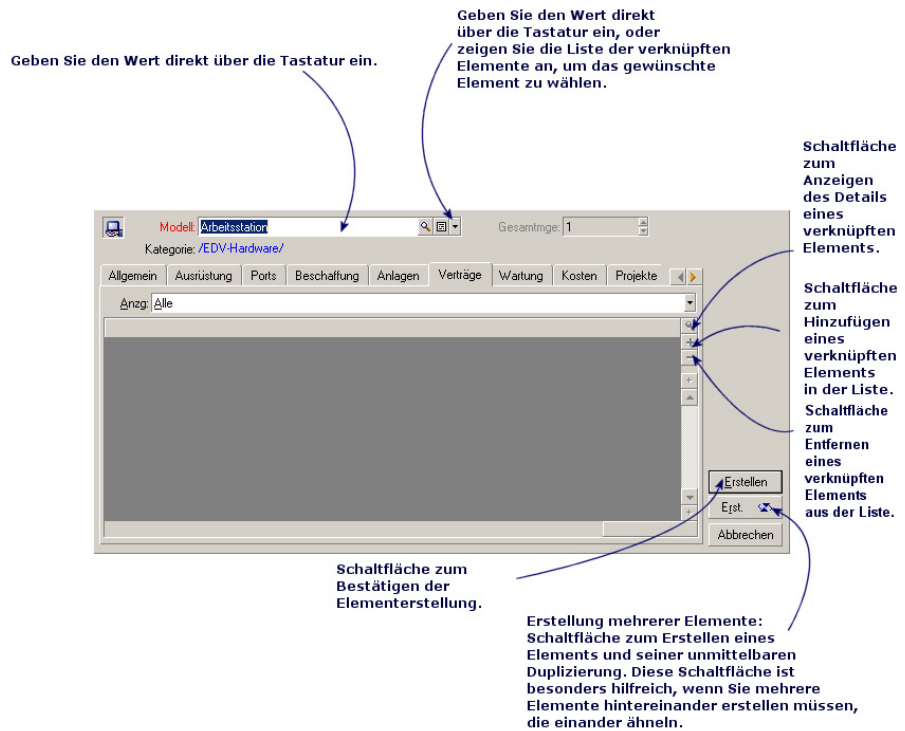 Geben Sie den Wert direkt über die Tastatur ein.
Geben Sie den Wert direkt
über die Tastatur ein, oder
zeigen Sie die Liste der verknüpften
Elemente an, um das gewünschte
Element zu wählen.
Schaltfläche
zum
Anzeigen
des Details
eines
verknüpften
Elements.
Modell: Arbeitsstation
Gesamtmge: 1
Kategorie: /EDV-Hardware/
Allgemein Ausrüstung Ports Beschaffung Anlagen Verträge Wartung Kosten Projekte
Anzg: Alle
Schaltfläche
zum
Hinzufügen
eines
verknüpften
Elements
in der Liste.
Schaltfläche
zum
Entfernen
eines
verknüpften
Elements
aus der Liste.
Erstellen
Erst.
Abbrechen
Schaltfläche zum
Bestätigen der
Elementerstellung.
Erstellung mehrerer Elemente:
Schaltfläche zum Erstellen eines
Elements und seiner unmittelbaren
Duplizierung. Diese Schaltfläche ist
besonders hilfreich, wenn Sie mehrere
Elemente hintereinander erstellen müssen,
die einander ähneln.